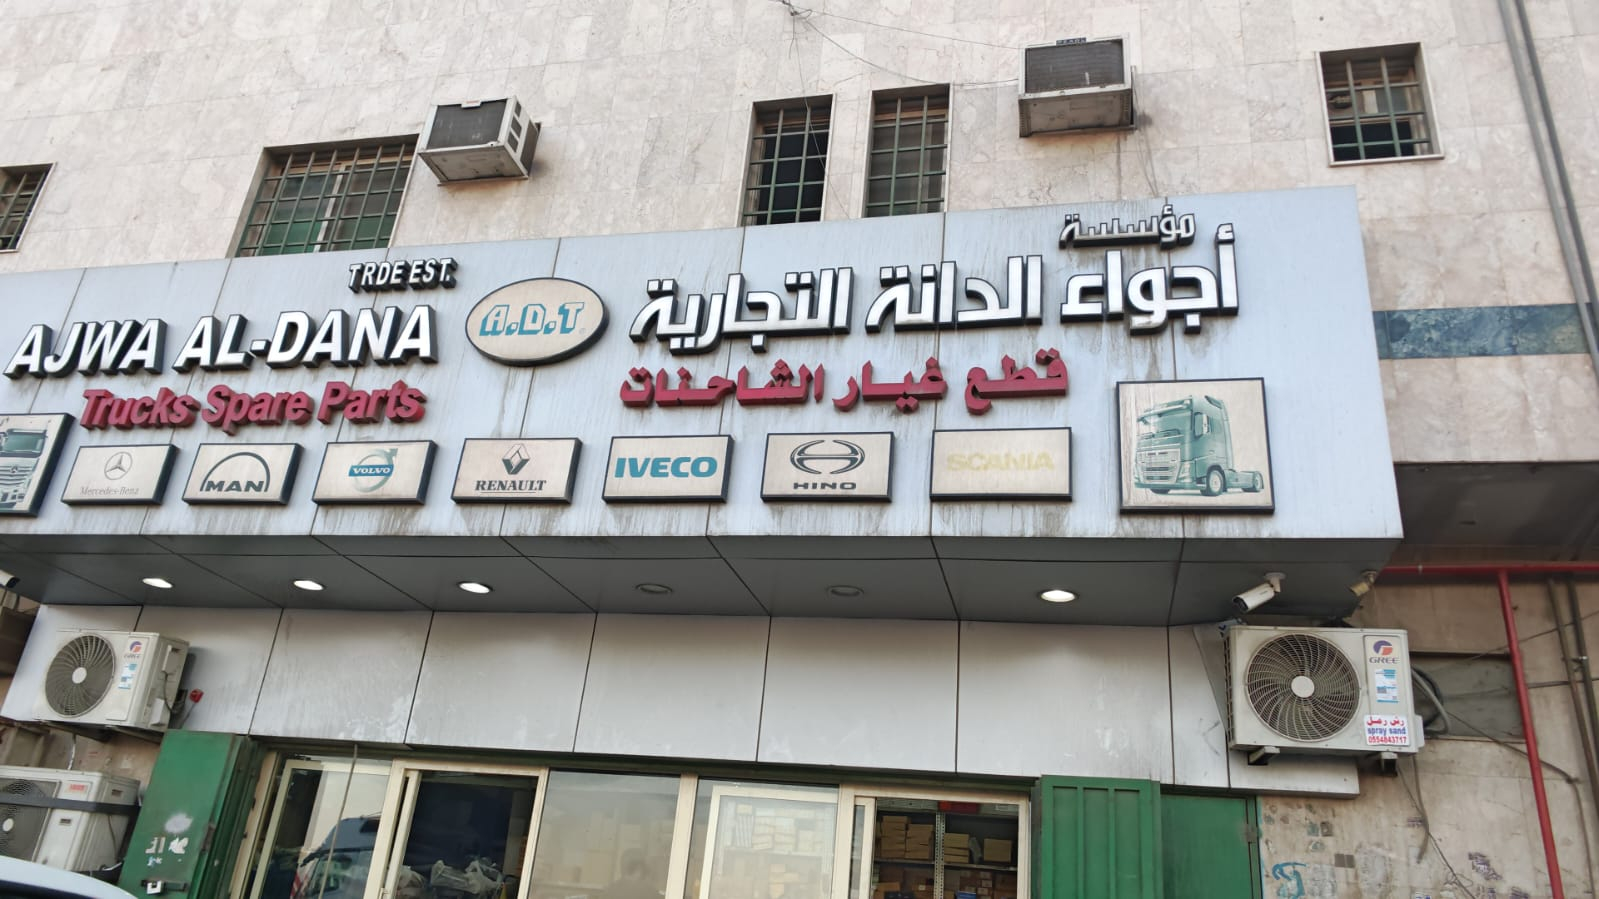 مؤسسة
أجواء الدانة التجارية
قطع غيار الشاحنات
TRDE EST.
AJWA AL-DANA
Trucks Spare Parts
A.D.T
Mercedes-Benz
MAN
VOLVO
RENAULT
IVECO
HINO
SCANIA
PEARL
GREE
GREE
رش رمل
spray sand
0554843717